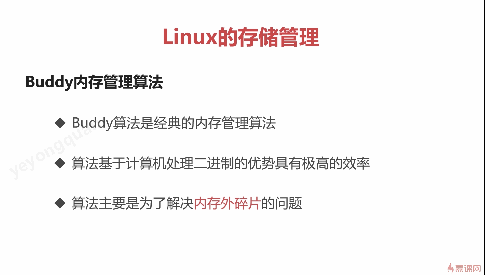 Linux的存储管理
Buddy内存管理算法
Buddy算法是经典的内存管理算法
算法基于计算机处理二进制的优势具有极高的效率
算法主要是为了解决内存外碎片的问题
慕课网